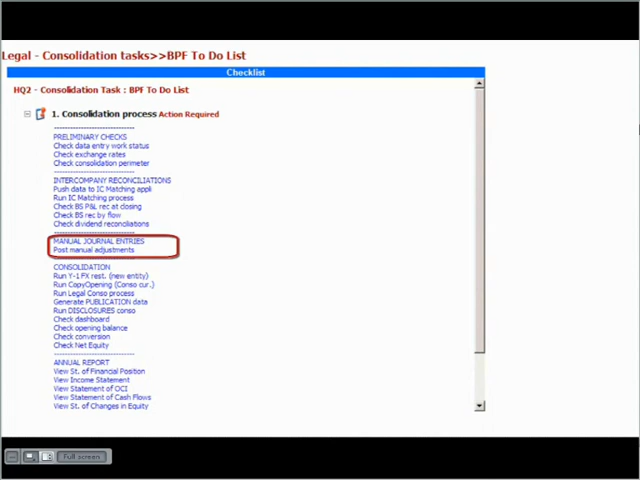 Legal - Consolidation tasks>>BPF To Do List
Checklist
HQ2 - Consolidation Task : BPF To Do List
1. Consolidation process Action Required
PRELIMINARY CHECKS
Check data entry work status
Check exchange rates
Check consolidation perimeter
INTERCOMPANY RECONCILIATIONS
Push data to IC Matching appli
Run IC Matching process
Check BS P&L rec at closing
Check BS rec by flow
Check dividend reconciliations
MANUAL JOURNAL ENTRIES
Post manual adjustments
CONSOLIDATION
Run Y-1 FX rest. (new entity)
Run CopyOpening (Conso cur.)
Run Legal Conso process
Generate PUBLICATION data
Run DISCLOSURES conso
Check dashboard
Check opening balance
Check conversion
Check Net Equity
ANNUAL REPORT
View St. of Financial Position
View Income Statement
View Statement of OCI
View Statement of Cash Flows
View St. of Changes in Equity
Full screen